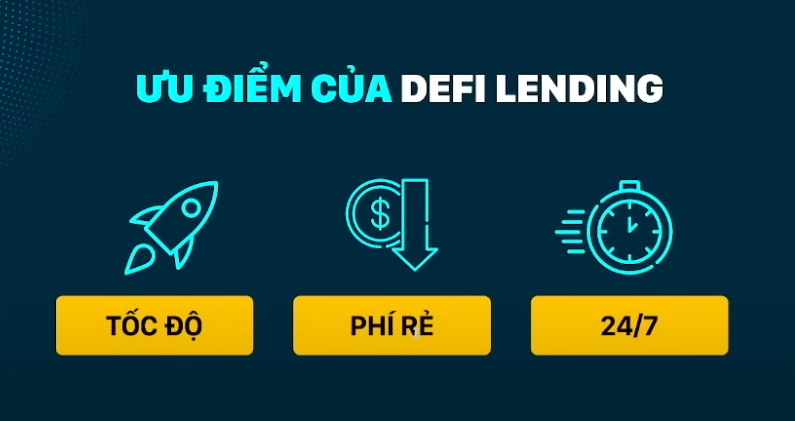 ƯU ĐIỂM CỦA DEFI LENDING
$
TỐC ĐỘ
PHÍ RẺ
24/7